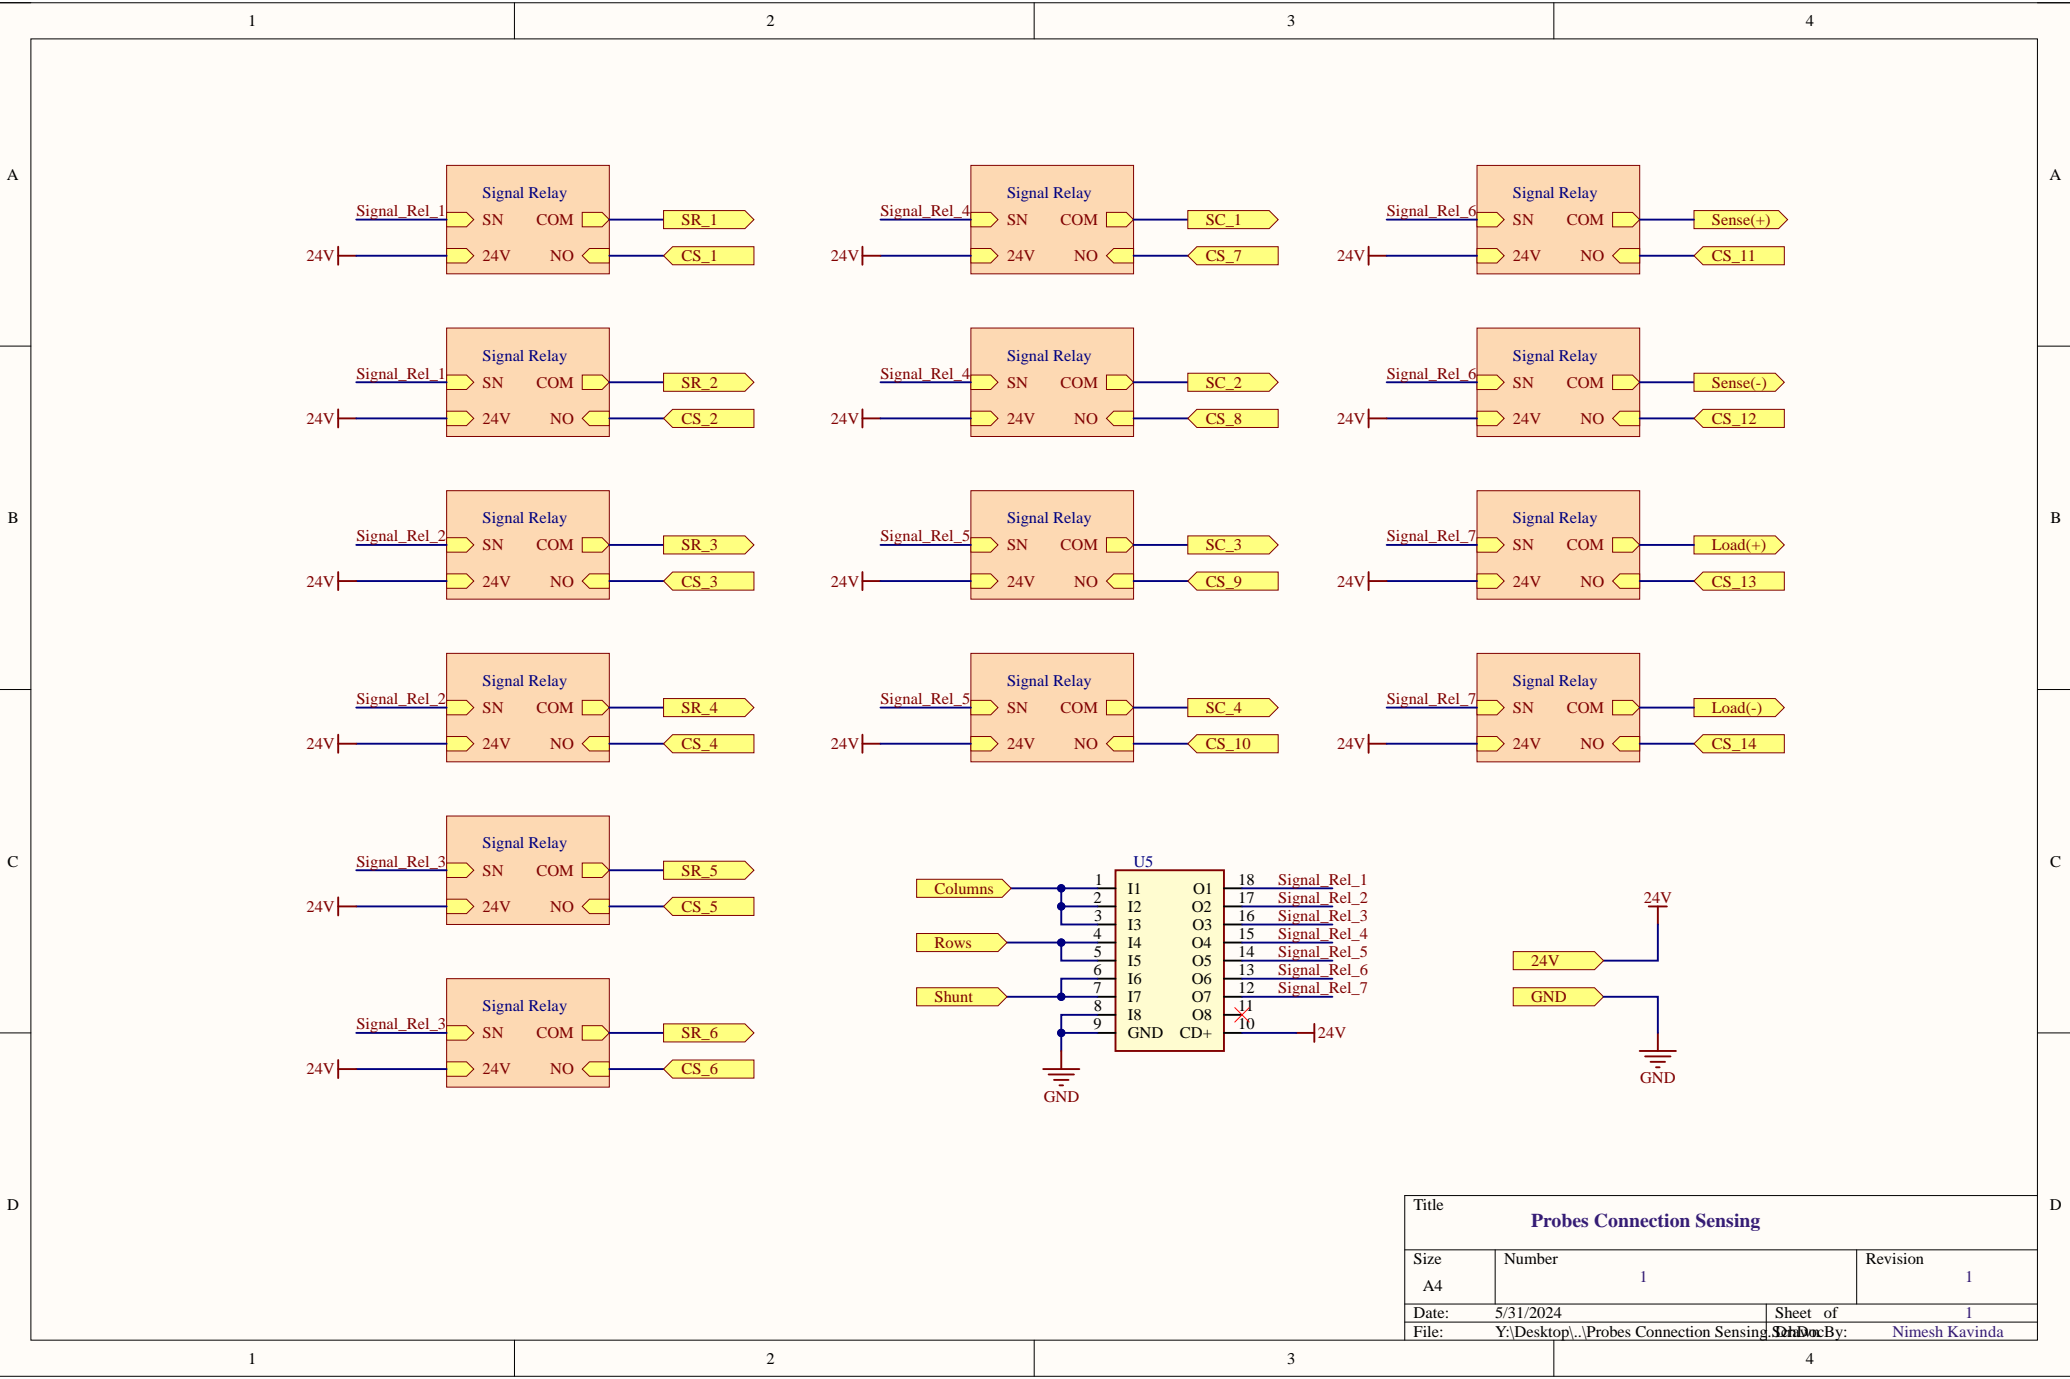 1 2 3 4
A A
Signal Relay Signal Relay Signal Relay
Signal_Rel_1 SN COM SR_1 Signal_Rel_4 SN COM SC_1 Signal_Rel_6 SN COM Sense(+)
24V 24V NO CS_1 24V 24V NO CS_7 24V 24V NO CS_11
Signal Relay Signal Relay Signal Relay
Signal_Rel_1 SN COM SR_2 Signal_Rel_4 SN COM SC_2 Signal_Rel_6 SN COM Sense(-)
24V 24V NO CS_2 24V 24V NO CS_8 24V 24V NO CS_12
B B
Signal Relay Signal Relay Signal Relay
Signal_Rel_2 SN COM SR_3 Signal_Rel_5 SN COM SC_3 Signal_Rel_7 SN COM Load(+)
24V 24V NO CS_3 24V 24V NO CS_9 24V 24V NO CS_13
Signal Relay Signal Relay Signal Relay
Signal_Rel_2 SN COM SR_4 Signal_Rel_5 SN COM SC_4 Signal_Rel_7 SN COM Load(-)
24V 24V NO CS_4 24V 24V NO CS_10 24V 24V NO CS_14
C C
Signal Relay
Signal_Rel_3 SN COM SR_5
24V 24V NO CS_5
Signal Relay
Signal_Rel_3 SN COM SR_6
24V 24V NO CS_6
U5
Columns 1 I1 O1 18 Signal_Rel_1
2 I2 O2 17 Signal_Rel_2
3 I3 O3 16 Signal_Rel_3
Rows 4 I4 O4 15 Signal_Rel_4
5 I5 O5 14 Signal_Rel_5
6 I6 O6 13 Signal_Rel_6
Shunt 7 I7 O7 12 Signal_Rel_7
8 I8 O8 11
9 GND CD+ 10 24V
GND
24V
24V
GND
GND
D D
Title
Probes Connection Sensing
Size Number Revision
A4 1 1
Date: 5/31/2024 Sheet of 1
File: Y:\Desktop\..\Probes Connection Sensing.SchDoc Drawn By: Nimesh Kavinda
1 2 3 4